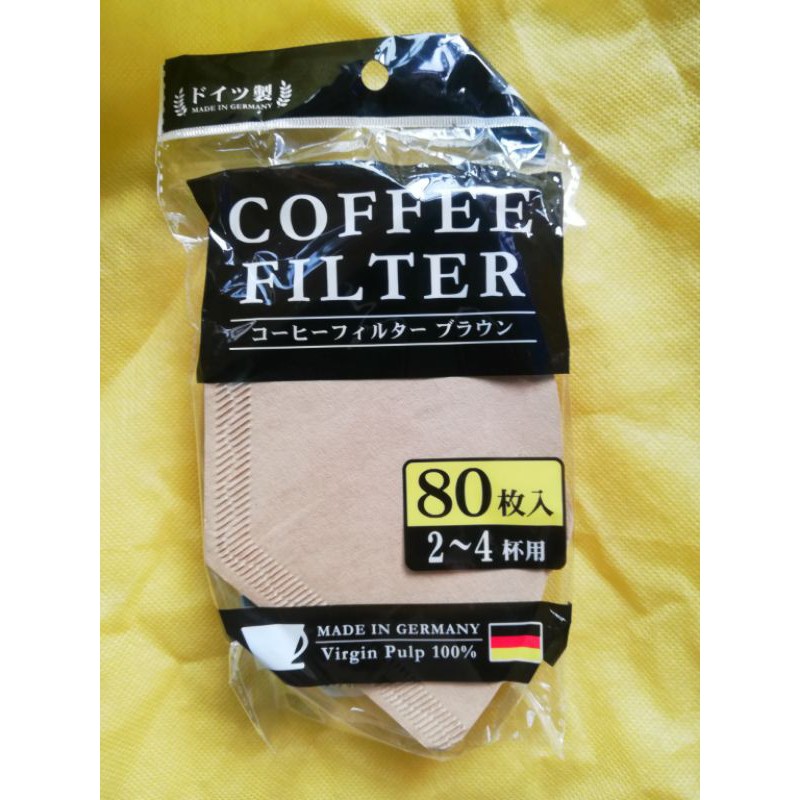 ドイツ製
MADE IN GERMANY
COFFEE
FILTER
コーヒーフィルター ブラウン
80枚入
2〜4杯用
MADE IN GERMANY
Virgin Pulp 100%